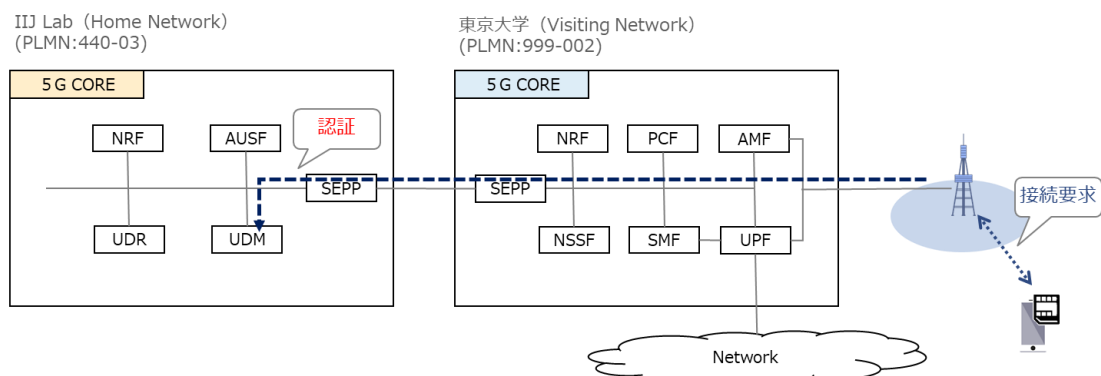 IIJ Lab（Home Network）
(PLMN:440-03)
東京大学（Visiting Network）
(PLMN:999-002)
５G CORE
５G CORE
認証
NRF
AUSF
NRF
PCF
AMF
SEPP
SEPP
接続要求
UDR
UDM
NSSF
SMF
UPF
Network